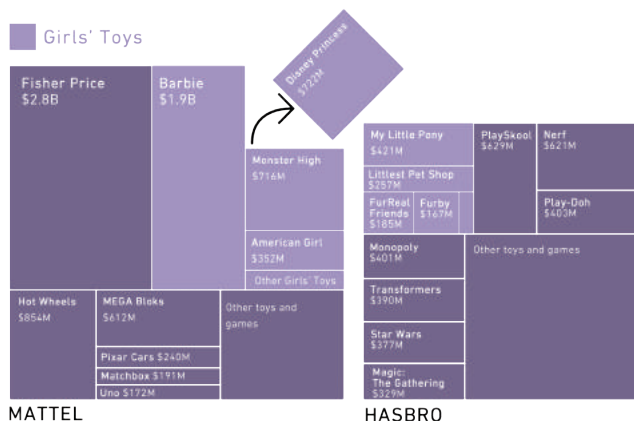 Girls' Toys
Disney Princess
$722M
Fisher Price
$2.8B
Barbie
$1.9B
Monster High
$716M
American Girl
$352M
Other Girls' Toys
Hot Wheels
$854M
MEGA Bloks
$612M
Pixar Cars $240M
Matchbox $191M
Uno $172M
Other toys and
games
MATTEL
My Little Pony
$421M
Littlest Pet Shop
$257M
FurReal
Friends
$185M
Furby
$167M
PlaySkool
$629M
Nerf
$621M
Play-Doh
$403M
Monopoly
$401M
Transformers
$390M
Star Wars
$377M
Magic:
The Gathering
$329M
Other toys and games
HASBRO